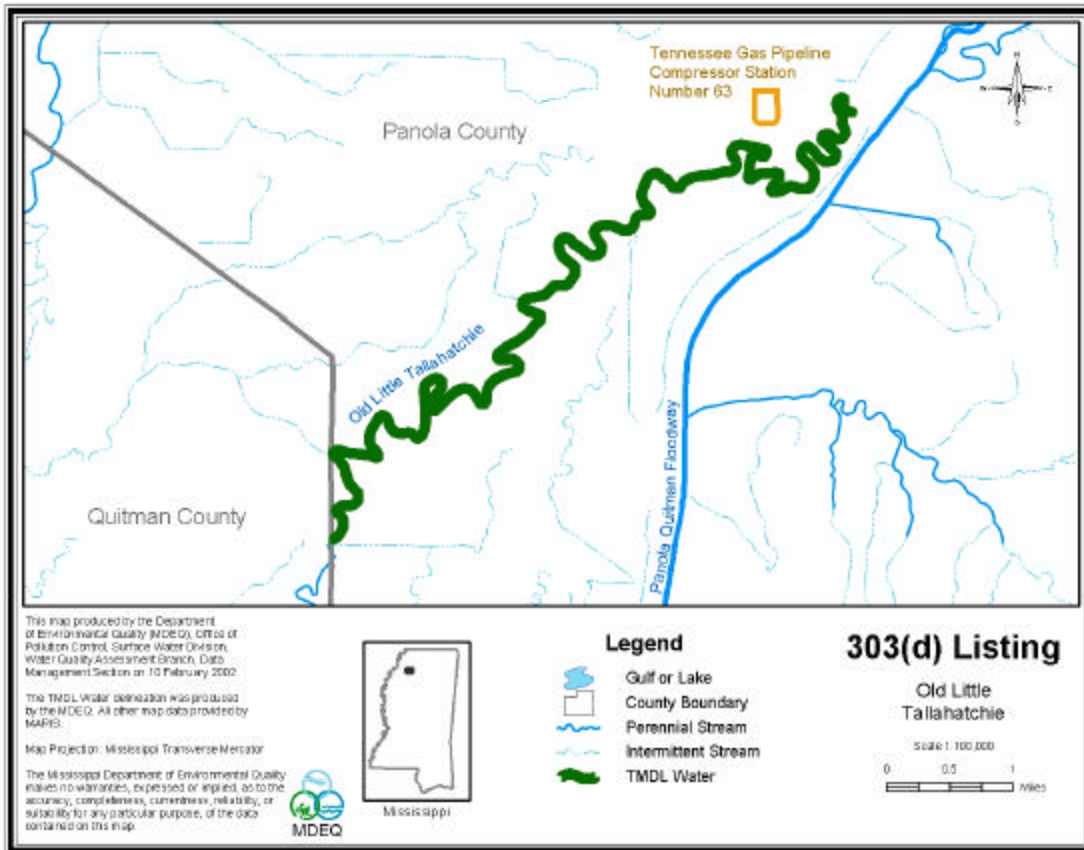 Tennessee Gas Pipeline
Compressor Station
Number 63
N
W E
S
Panola County
Old Little Tallahatchie
Quitman County
Panola Quitman Floodway
This map produced by the Department
of Environmental Quality (MDEQ), Office of
Pollution Control, Surface Water Division,
Water Quality Assessment Branch, Data
Management Section on 10 February 2002.
The TMDL Water delineation was produced
by the MDEQ. All other map data provided by
MARIS.
Map Projection: Mississippi Transverse Mercator
The Mississippi Department of Environmental Quality
makes no warranties, expressed or implied, as to the
accuracy, completeness, currentness, reliability, or
suitability for any particular purpose, of the data
contained on this map.
MDEQ
Mississippi
Legend
Gulf or Lake
County Boundary
Perennial Stream
Intermittent Stream
TMDL Water
303(d) Listing
Old Little
Tallahatchie
Scale 1:100,000
0 0.5 1
Miles